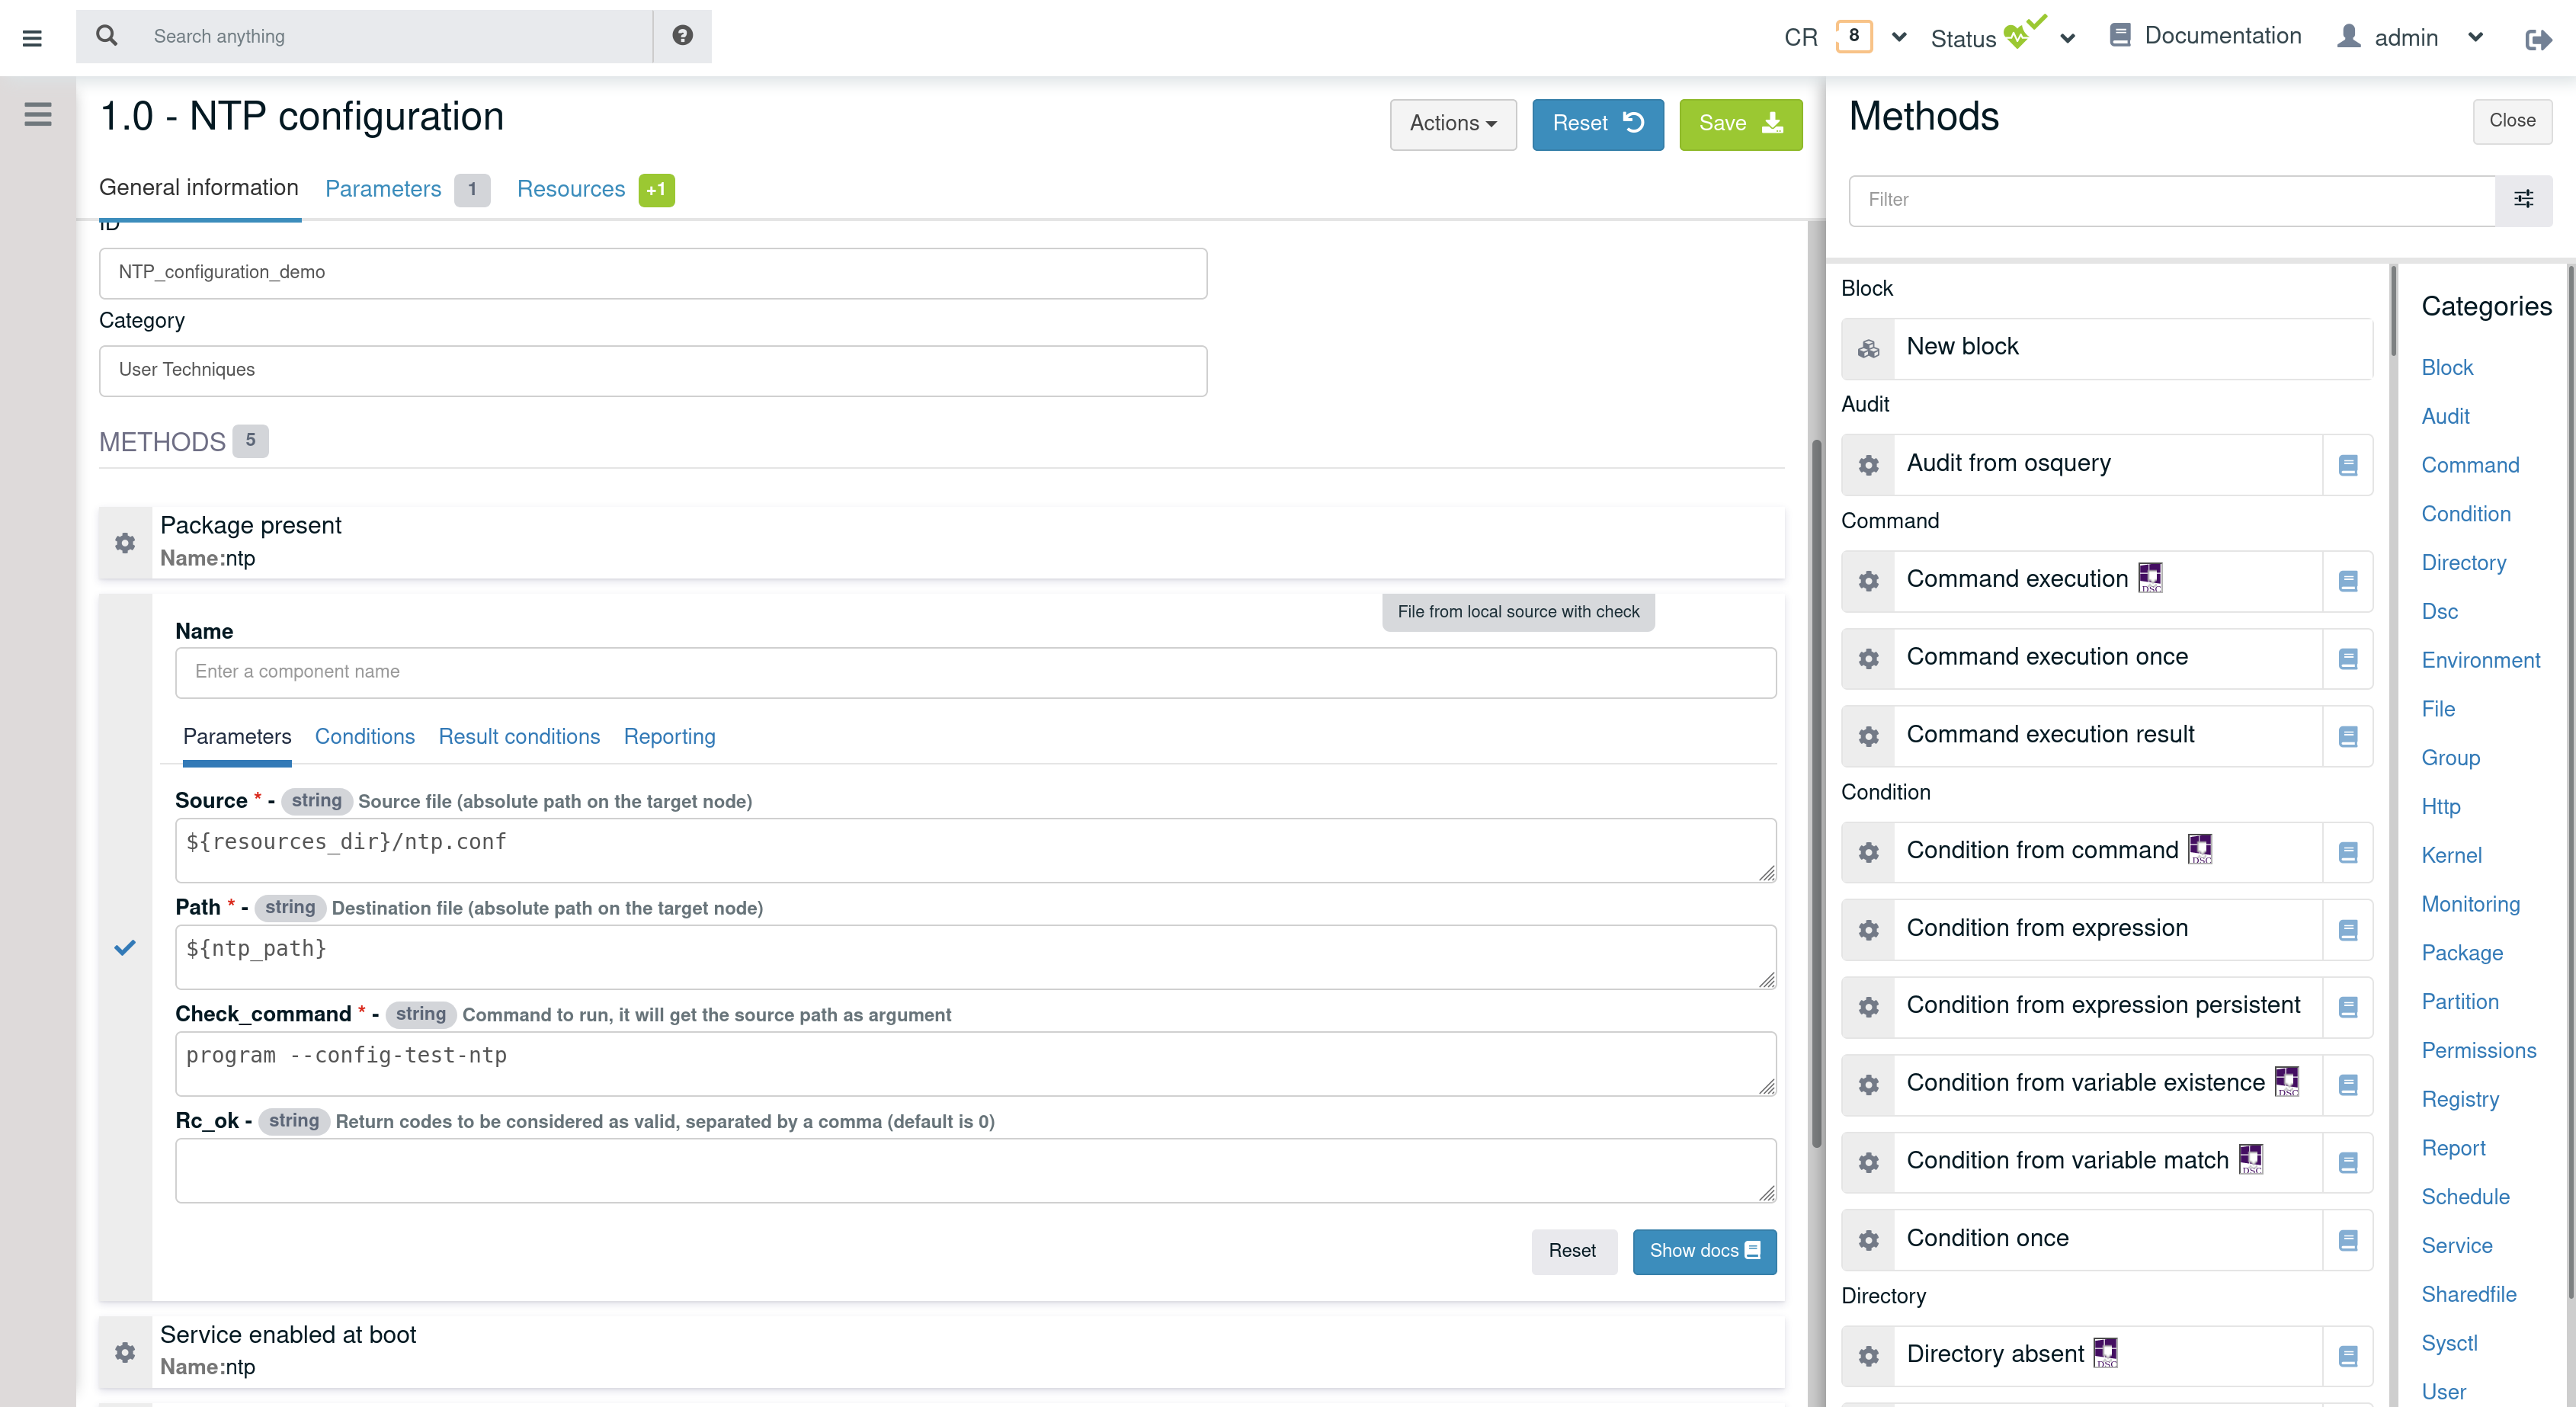 Search anything
CR 8 Status Documentation admin
1.0 - NTP configuration
Actions Reset Save
General information Parameters 1 Resources +1
ID
NTP_configuration_demo
Category
User Techniques
METHODS 5
Package present
Name:ntp
File from local source with check
Name
Enter a component name
Parameters Conditions Result conditions Reporting
Source * - string Source file (absolute path on the target node)
${resources_dir}/ntp.conf
Path * - string Destination file (absolute path on the target node)
${ntp_path}
Check_command * - string Command to run, it will get the source path as argument
program --config-test-ntp
Rc_ok - string Return codes to be considered as valid, separated by a comma (default is 0)
Reset Show docs
Service enabled at boot
Name:ntp
Methods
Close
Filter
Block
New block
Audit
Audit from osquery
Command
Command execution DSC
Command execution once
Command execution result
Condition
Condition from command DSC
Condition from expression
Condition from expression persistent
Condition from variable existence DSC
Condition from variable match DSC
Condition once
Directory
Directory absent DSC
Categories
Block
Audit
Command
Condition
Directory
Dsc
Environment
File
Group
Http
Kernel
Monitoring
Package
Partition
Permissions
Registry
Report
Schedule
Service
Sharedfile
Sysctl
User